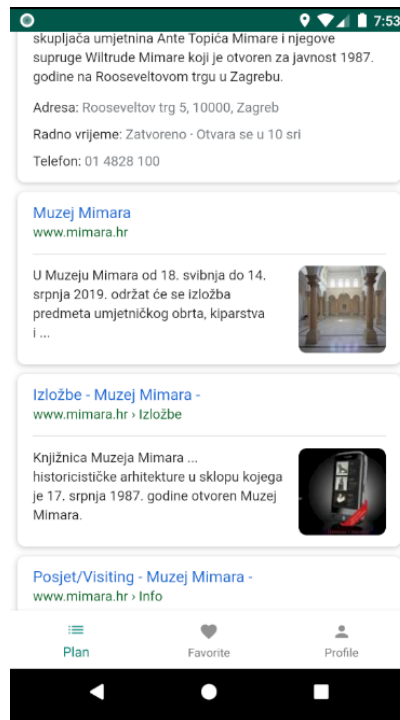 7:53
skupljača umjetnina Ante Topića Mimare i njegove
supruge Wiltrude Mimare koji je otvoren za javnost 1987.
godine na Rooseveltovom trgu u Zagrebu.
Adresa: Rooseveltov trg 5, 10000, Zagreb
Radno vrijeme: Zatvoreno · Otvara se u 10 sri
Telefon: 01 4828 100
Muzej Mimara
www.mimara.hr
U Muzeju Mimara od 18. svibnja do 14.
srpnja 2019. održat će se izložba
predmeta umjetničkog obrta, kiparstva
i ...
Izložbe - Muzej Mimara -
www.mimara.hr › Izložbe
Knjižnica Muzeja Mimara ...
historicističke arhitekture u sklopu kojega
je 17. srpnja 1987. godine otvoren Muzej
Mimara.
Posjet/Visiting - Muzej Mimara -
www.mimara.hr › Info
Plan
Favorite
Profile